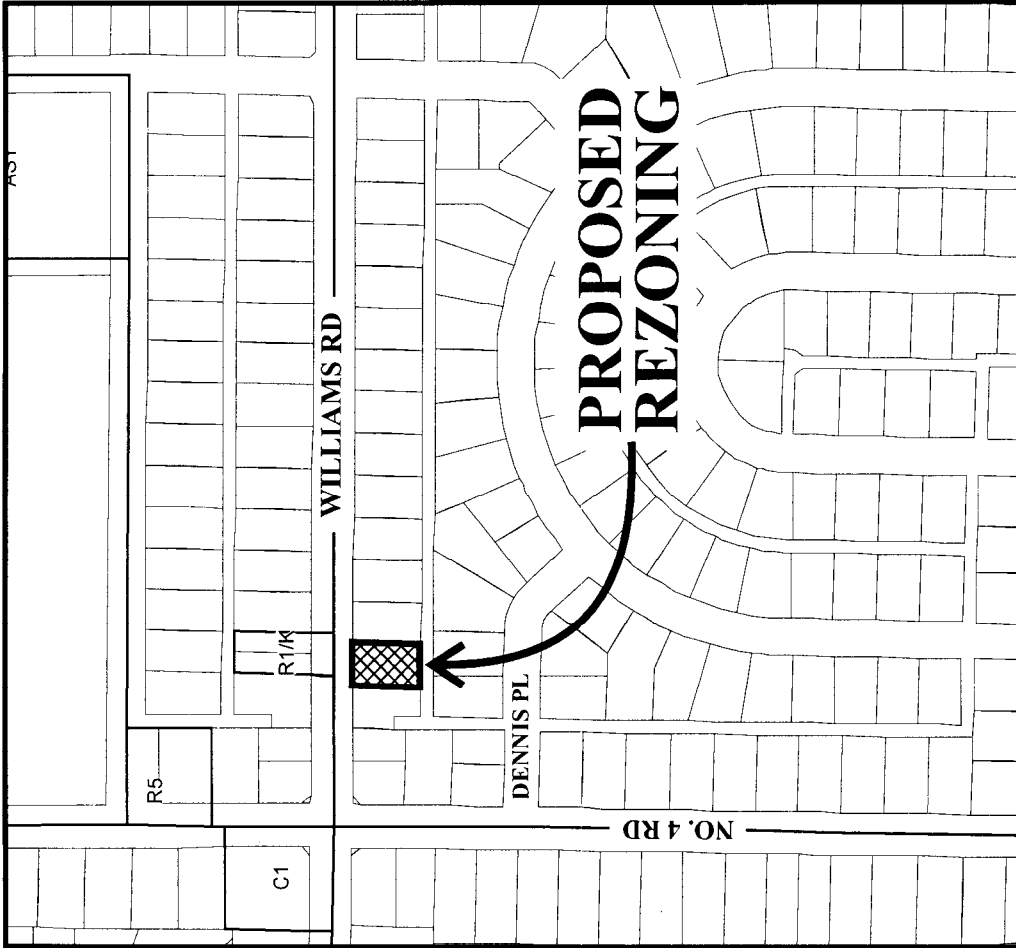 PROPOSED
REZONING
WILLIAMS RD
R1/K
DENNIS PL
R5
NO. 4 RD
C1